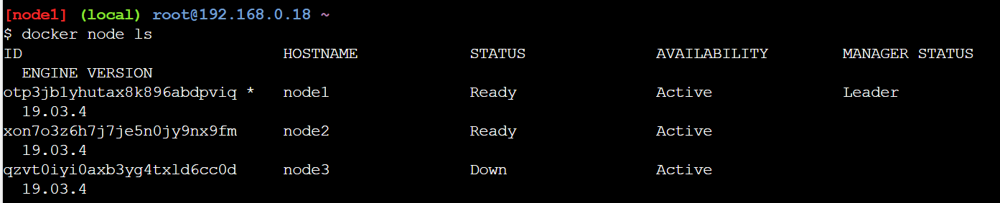 [node1] (local) root@192.168.0.18 ~
$ docker node ls
ID HOSTNAME STATUS AVAILABILITY MANAGER STATUS
ENGINE VERSION
otp3jb1yhutax8k896abdpviq * node1 Ready Active Leader
19.03.4
xon7o3z6h7j7je5n0jy9nx9fm node2 Ready Active
19.03.4
qzvt0iyi0axb3yg4txld6cc0d node3 Down Active
19.03.4